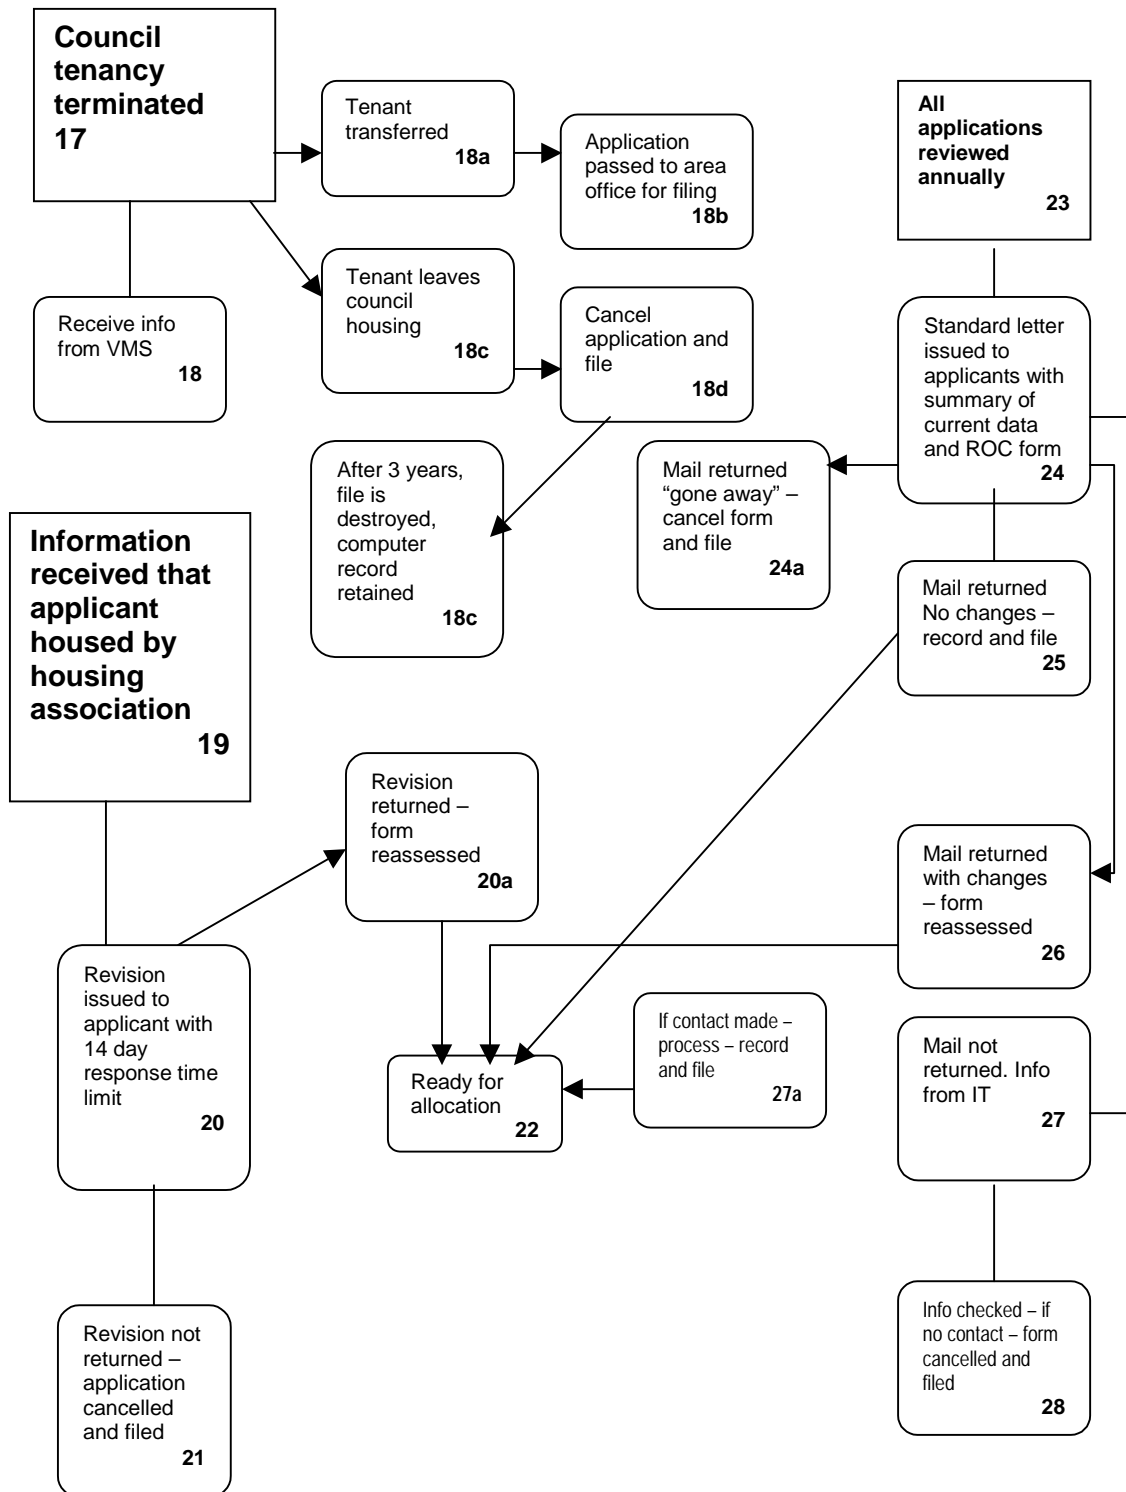 Council
tenancy
terminated
17
Tenant
transferred
18a
Application
passed to area
office for filing
18b
Receive info
from VMS
18
Tenant leaves
council
housing
18c
Cancel
application and
file
18d
After 3 years,
file is
destroyed,
computer
record
retained
18c
Information
received that
applicant
housed by
housing
association
19
Revision
returned –
form
reassessed
20a
Revision
issued to
applicant with
14 day
response time
limit
20
Revision not
returned –
application
cancelled
and filed
21
Ready for
allocation
22
All
applications
reviewed
annually
23
Standard letter
issued to
applicants with
summary of
current data
and ROC form
24
Mail returned
“gone away” –
cancel form
and file
24a
Mail returned
No changes –
record and file
25
Mail returned
with changes
– form
reassessed
26
If contact made –
process – record
and file
27a
Mail not
returned. Info
from IT
27
Info checked – if
no contact – form
cancelled and
filed
28